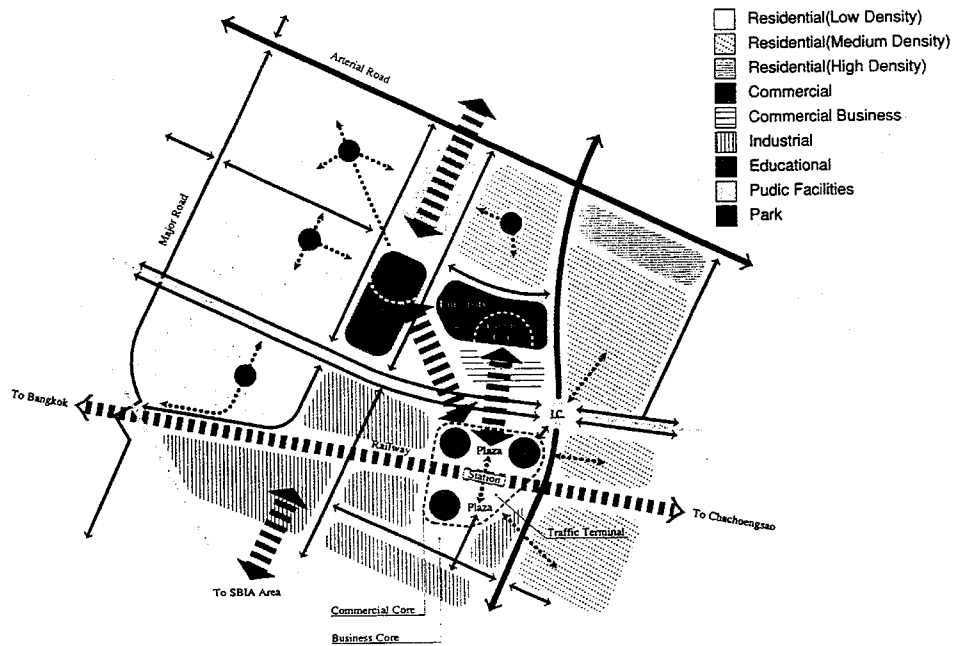 Residential(Low Density)
Residential(Medium Density)
Residential(High Density)
Commercial
Commercial Business
Industrial
Educational
Pudic Facilities
Park
Arterial Road
Major Road
To Bangkok
Railway
I.C.
Plaza
Station
Plaza
To Chachoengsao
Traffic Terminal
To SBIA Area
Commercial Core
Business Core